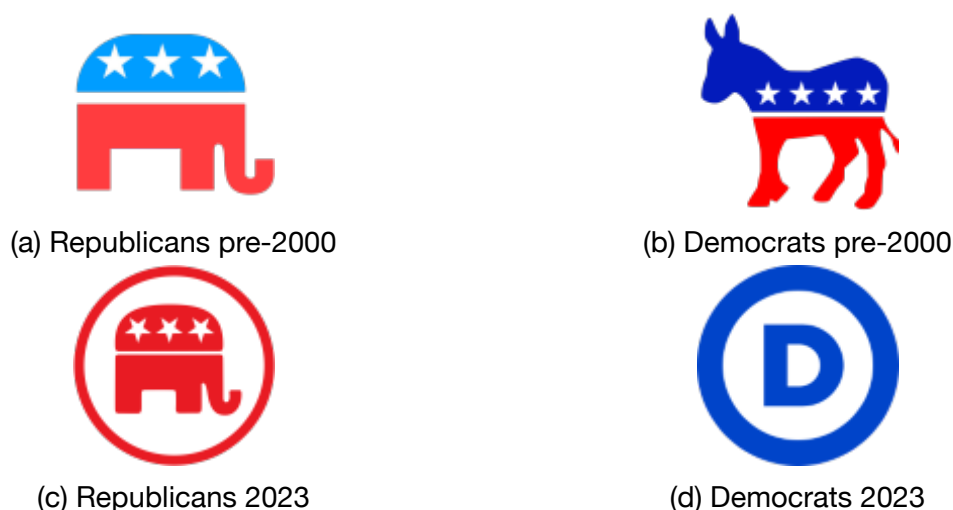 (a) Republicans pre-2000
(b) Democrats pre-2000
D
(c) Republicans 2023
(d) Democrats 2023